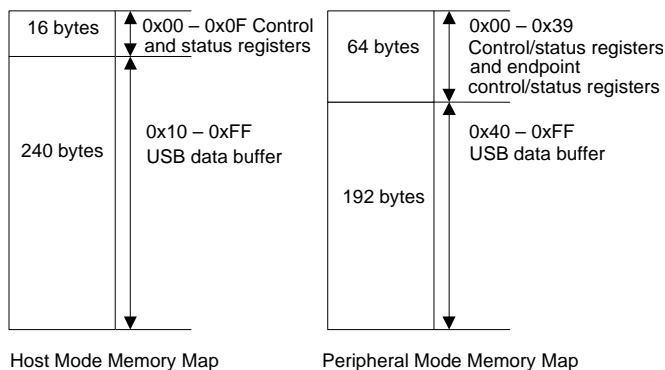 16 bytes
0x00 – 0x0F Control
and status registers
240 bytes
0x10 – 0xFF
USB data buffer
Host Mode Memory Map
64 bytes
0x00 – 0x39
Control/status registers
and endpoint
control/status registers
192 bytes
0x40 – 0xFF
USB data buffer
Peripheral Mode Memory Map